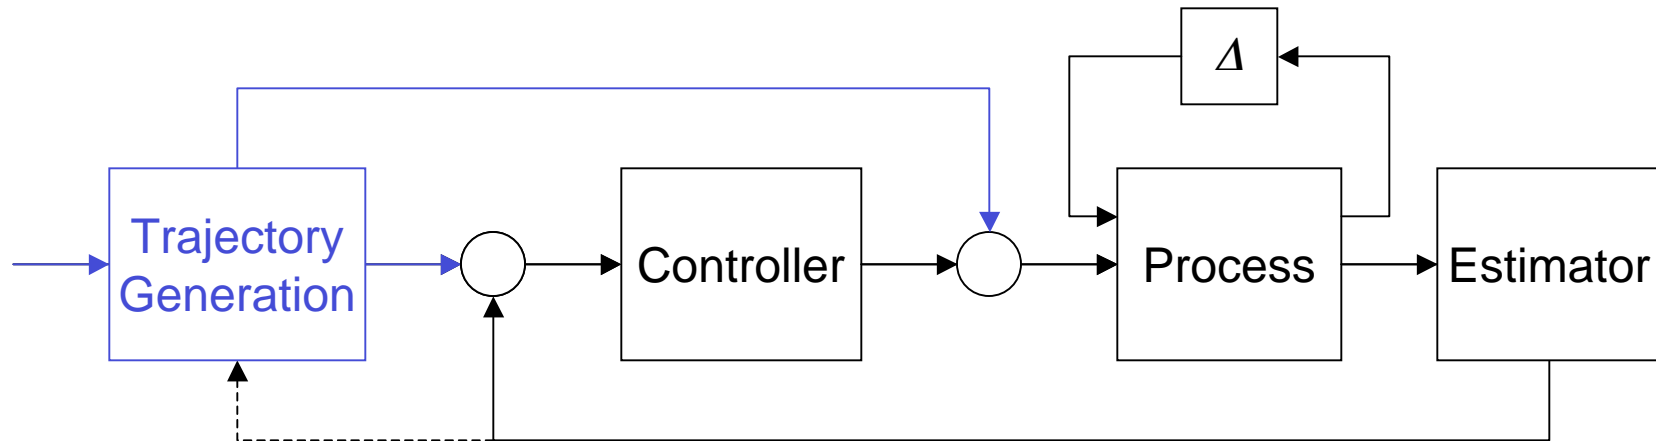 Δ
Trajectory
Generation
Controller
Process
Estimator